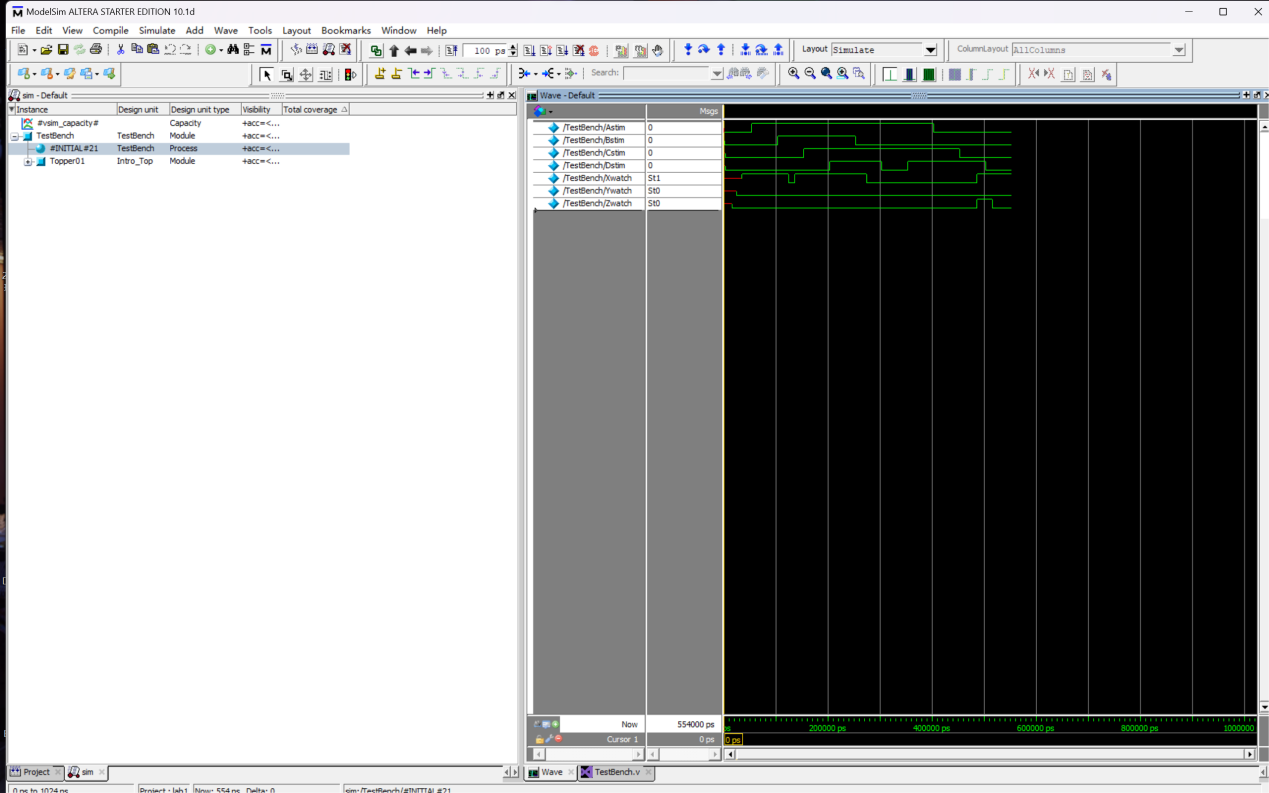 ModelSim ALTERA STARTER EDITION 10.1d
File Edit View Compile Simulate Add Wave Tools Layout Bookmarks Window Help
100 ps Layout Simulate ColumnLayout AllColumns
Search:
sim - Default
Instance Design unit Design unit type Visibility Total coverage
#vsim_capacity# Capacity +acc=<...
TestBench TestBench Module +acc=<...
#INITIAL#21 TestBench Process +acc=<...
Topper01 Intro_Top Module +acc=<...
Wave - Default
Msgs
/TestBench/Astim 0
/TestBench/Bstim 0
/TestBench/Cstim 0
/TestBench/Dstim 0
/TestBench/Xwatch St1
/TestBench/Ywatch St0
/TestBench/Zwatch St0
Now 554000 ps
ps 200000 ps 400000 ps 600000 ps 800000 ps 1000000
Cursor 1 0 ps 0 ps
Project sim
Wave TestBench.v
0 ps to 1024 ps Project : lab1 Now: 554 ps Delta: 0 sim:/TestBench/#INITIAL#21